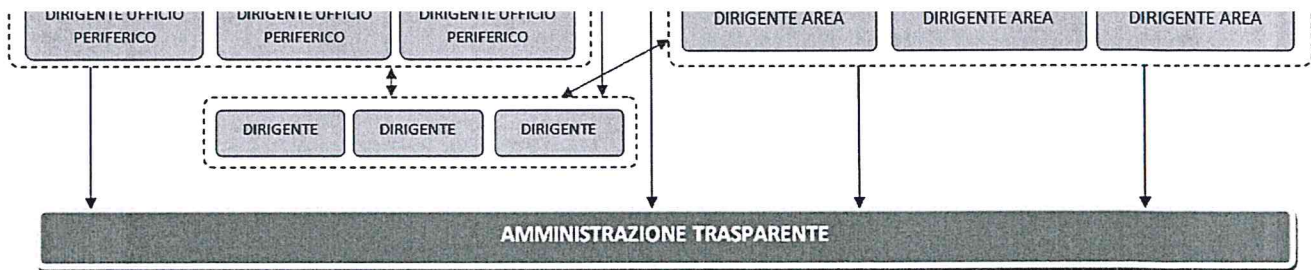 DIRIGENTE UFFICIO
PERIFERICO
DIRIGENTE UFFICIO
PERIFERICO
DIRIGENTE UFFICIO
PERIFERICO
DIRIGENTE AREA
DIRIGENTE AREA
DIRIGENTE AREA
DIRIGENTE
DIRIGENTE
DIRIGENTE
AMMINISTRAZIONE TRASPARENTE